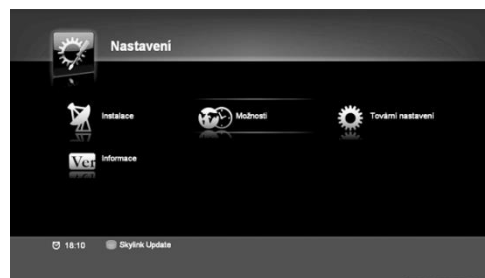 Nastavení
Instalace
Možnosti
Tovární nastavení
Ver
Informace
18:10
Skylink Update